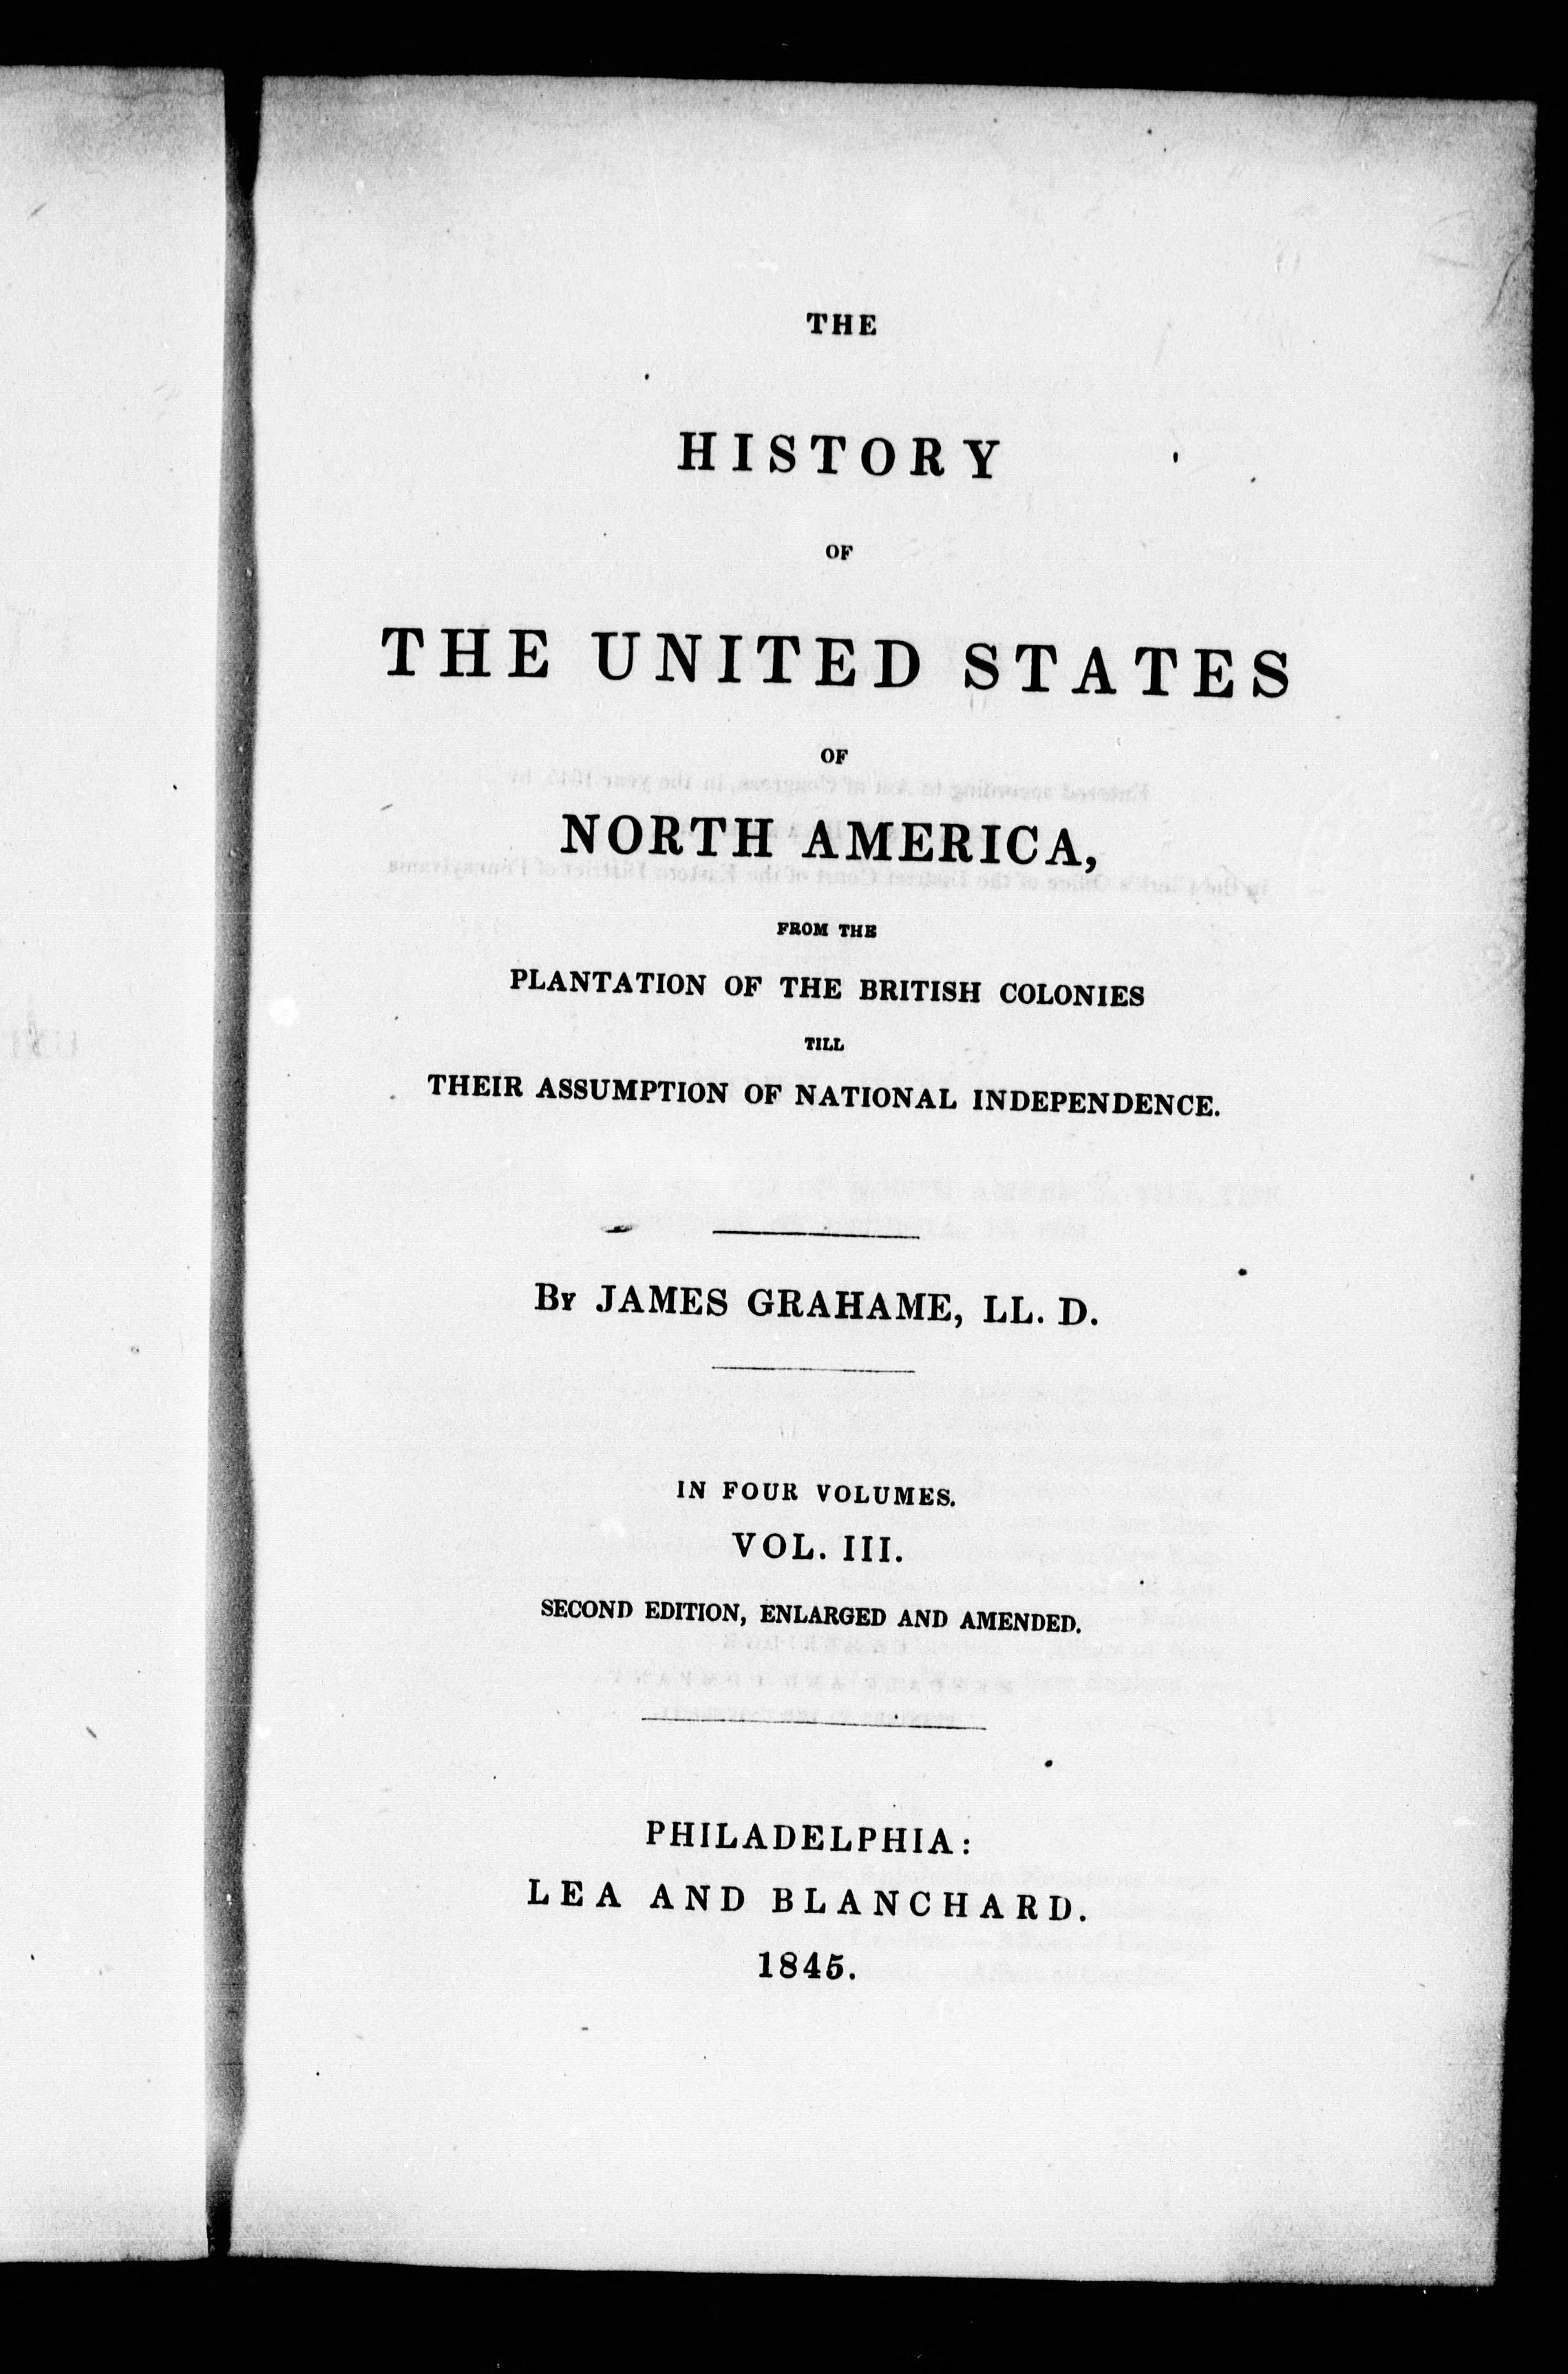 THE
HISTORY
OF
THE UNITED STATES
OF
NORTH AMERICA,
FROM THE
PLANTATION OF THE BRITISH COLONIES
TILL
THEIR ASSUMPTION OF NATIONAL INDEPENDENCE.
By JAMES GRAHAME, LL. D.
IN FOUR VOLUMES.
VOL. III.
SECOND EDITION, ENLARGED AND AMENDED.
PHILADELPHIA:
LEA AND BLANCHARD.
1845.